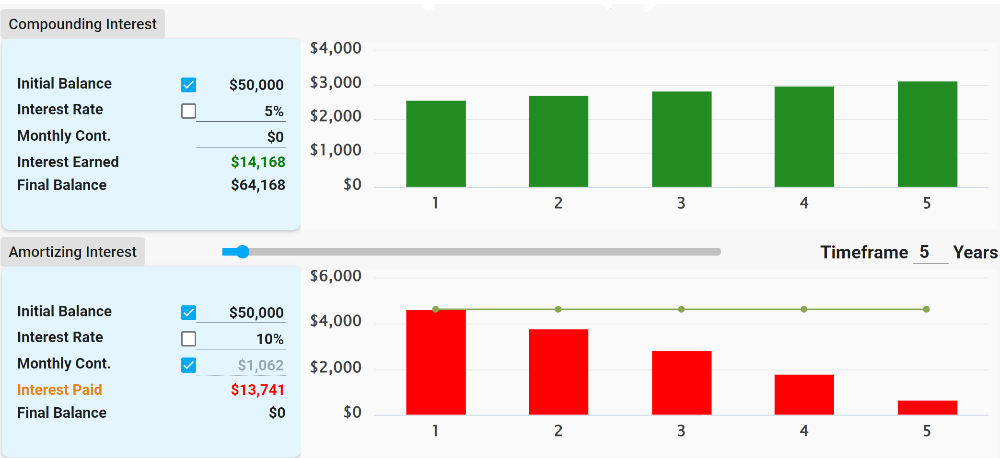 Compounding Interest
Initial Balance $50,000
Interest Rate 5%
Monthly Cont. $0
Interest Earned $14,168
Final Balance $64,168
$4,000
$3,000
$2,000
$1,000
$0
1 2 3 4 5
Amortizing Interest
Timeframe 5 Years
Initial Balance $50,000
Interest Rate 10%
Monthly Cont. $1,062
Interest Paid $13,741
Final Balance $0
$6,000
$4,000
$2,000
$0
1 2 3 4 5